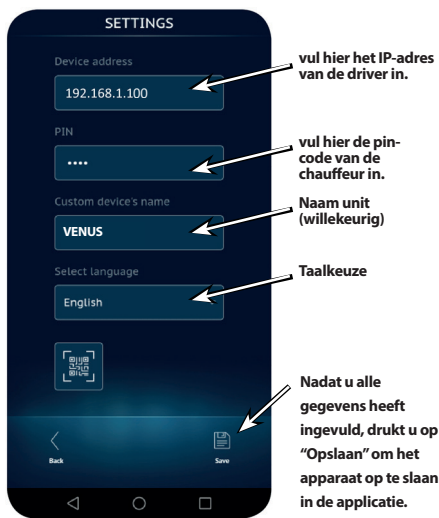 SETTINGS
Device address
192.168.1.100
vul hier het IP-adres
van de driver in.
PIN
••••
vul hier de pin-
code van de
chauffeur in.
Custom device's name
VENUS
Naam unit
(willekeurig)
Select language
English
Taalkeuze
Nadat u alle
gegevens heeft
ingevuld, drukt u op
“Opslaan” om het
apparaat op te slaan
in de applicatie.
Back
Save